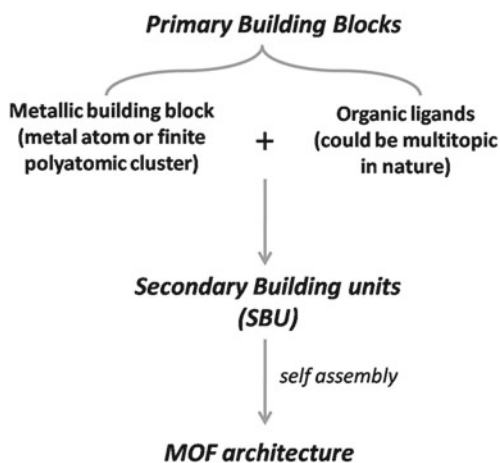 Primary Building Blocks
Metallic building block
(metal atom or finite
polyatomic cluster)
+
Organic ligands
(could be multitopic
in nature)
Secondary Building units
(SBU)
self assembly
MOF architecture